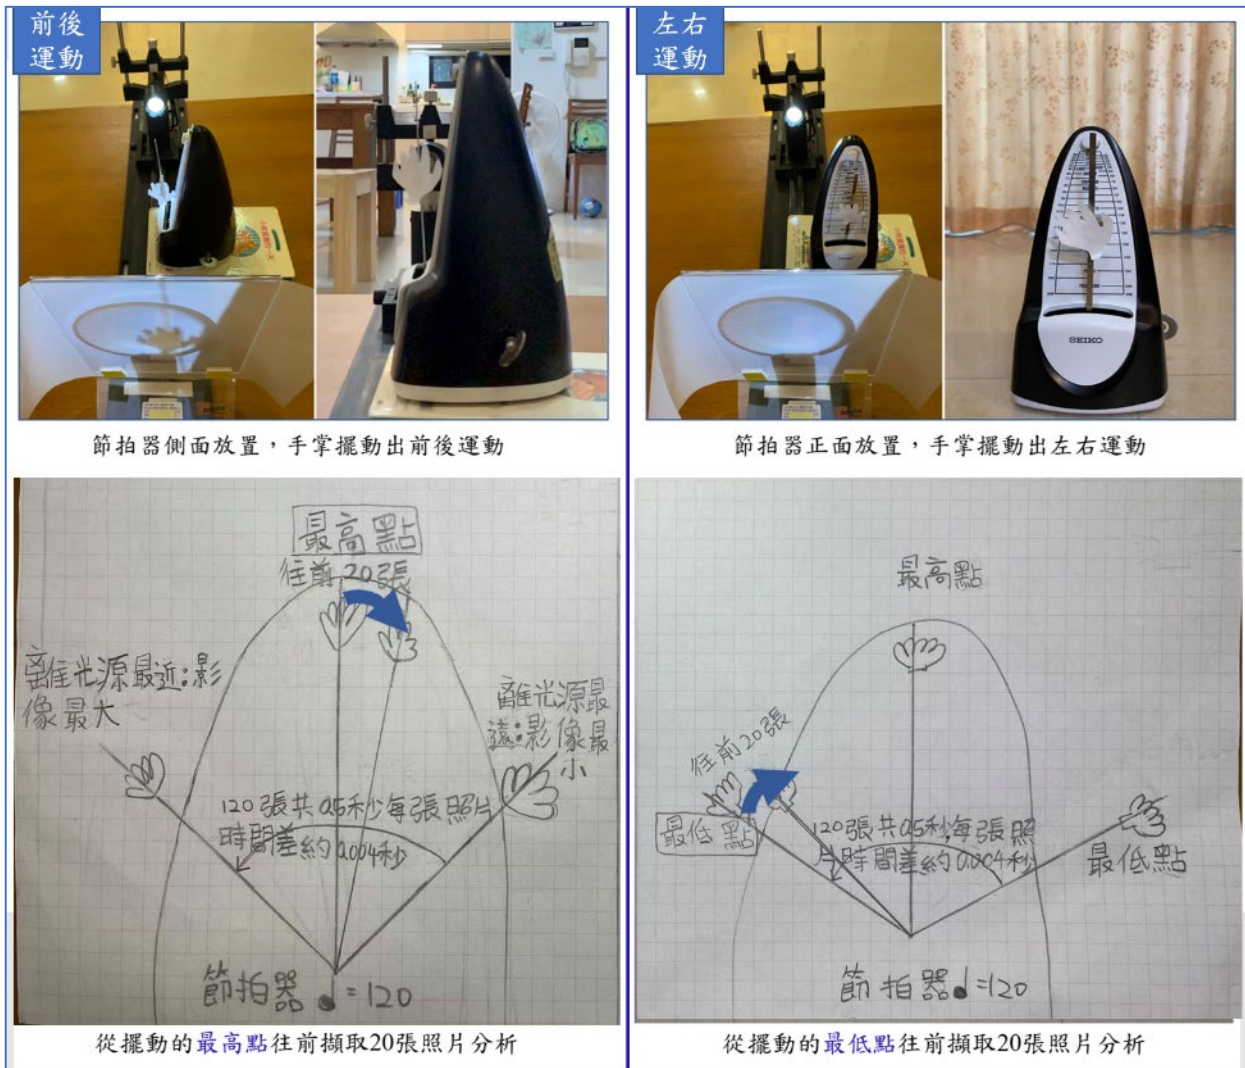 前後
運動
左右
運動
SEIKO
節拍器側面放置，手掌擺動出前後運動
節拍器正面放置，手掌擺動出左右運動
最高點
往前20張
離光源最近:影
像最大
離光源最
遠:影像最
小
120張共0.5秒每張照片
時間差約0.004秒
節拍器♩=120
從擺動的最高點往前擷取20張照片分析
最高點
往前20張
最低點
120張共0.5秒,每張照
片時間差約0.004秒
最低點
節拍器♩=120
從擺動的最低點往前擷取20張照片分析